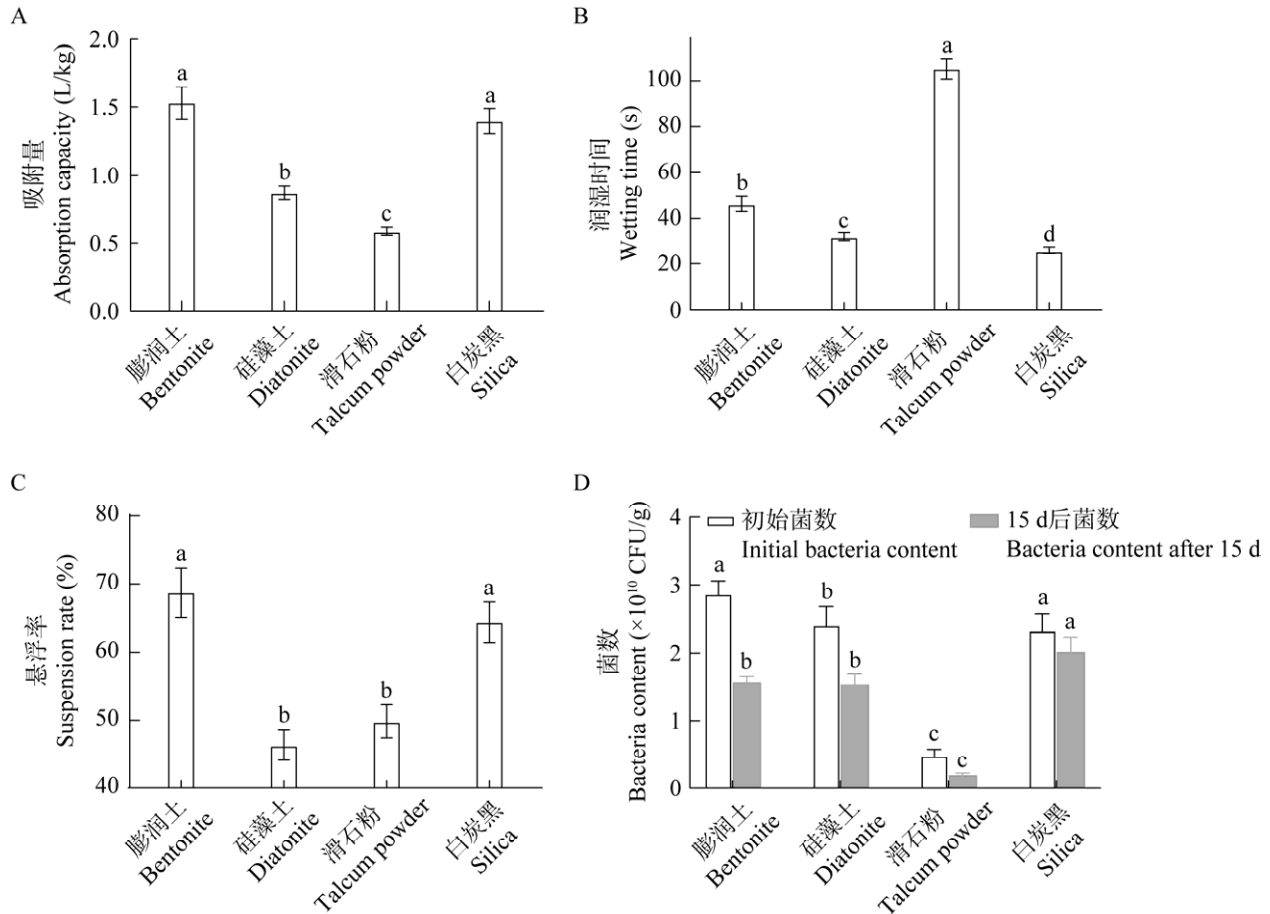 A
吸附量
Absorption capacity (L/kg)
2.0
1.5
1.0
0.5
0.0
a
b
c
a
膨润土
Bentonite
硅藻土
Diatonite
滑石粉
Talcum powder
白炭黑
Silica
B
润湿时间
Wetting time (s)
100
80
60
40
20
0
b
c
a
d
膨润土
Bentonite
硅藻土
Diatonite
滑石粉
Talcum powder
白炭黑
Silica
C
悬浮率
Suspension rate (%)
80
70
60
50
40
a
b
b
a
膨润土
Bentonite
硅藻土
Diatonite
滑石粉
Talcum powder
白炭黑
Silica
D
菌数
Bacteria content (×10¹⁰ CFU/g)
4
3
2
1
0
初始菌数
Initial bacteria content
15 d后菌数
Bacteria content after 15 d
a
b
b
b
c
c
a
a
膨润土
Bentonite
硅藻土
Diatonite
滑石粉
Talcum powder
白炭黑
Silica